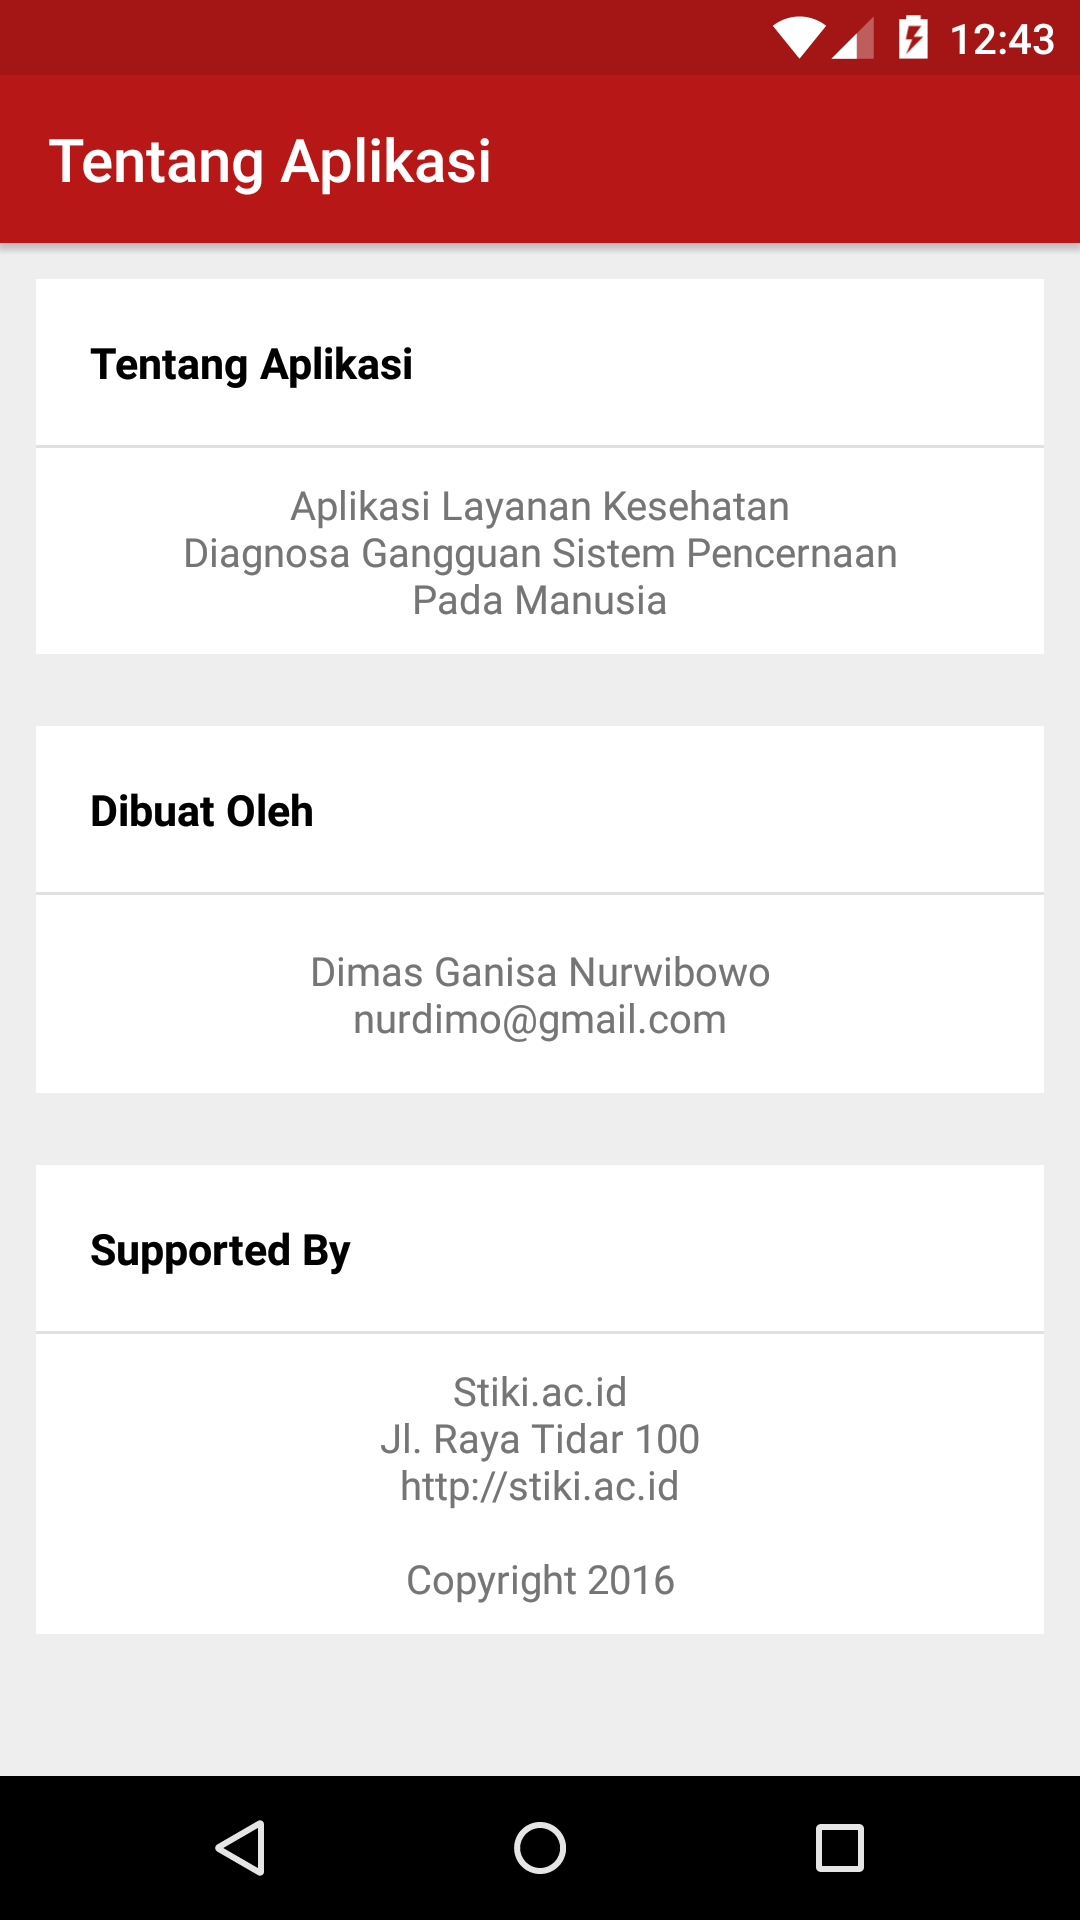 12:43
Tentang Aplikasi
Tentang Aplikasi
Aplikasi Layanan Kesehatan
Diagnosa Gangguan Sistem Pencernaan
Pada Manusia
Dibuat Oleh
Dimas Ganisa Nurwibowo
nurdimo@gmail.com
Supported By
Stiki.ac.id
Jl. Raya Tidar 100
http://stiki.ac.id
Copyright 2016